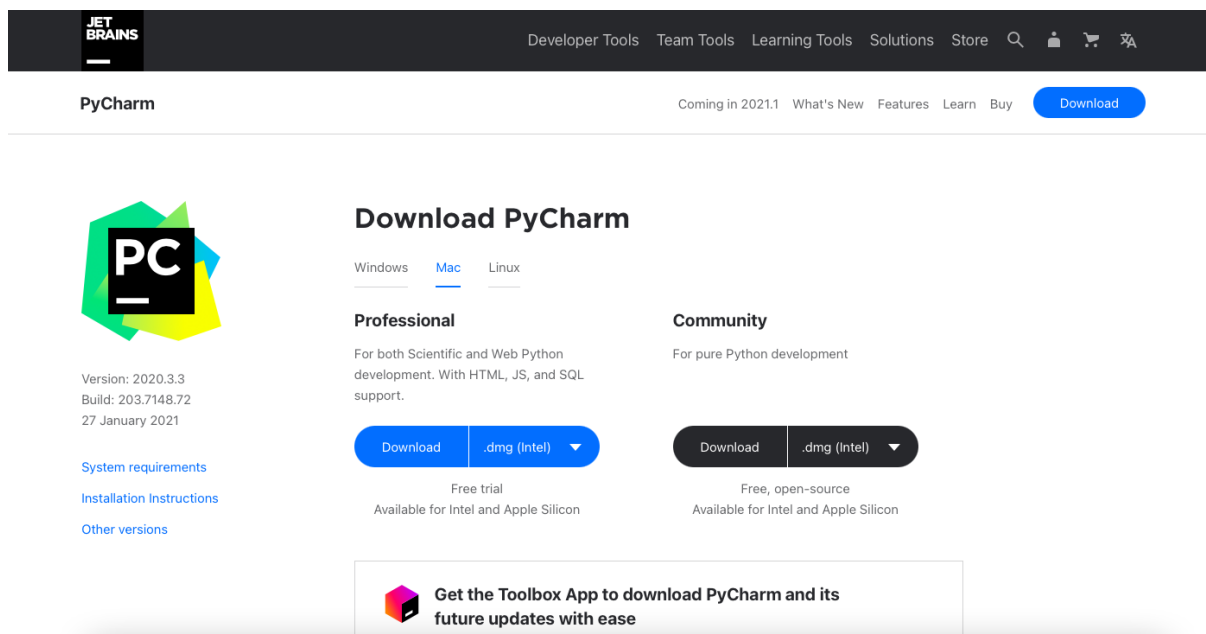 JET
BRAINS
Developer Tools Team Tools Learning Tools Solutions Store
PyCharm
Coming in 2021.1 What's New Features Learn Buy Download
PC
Version: 2020.3.3
Build: 203.7148.72
27 January 2021
System requirements
Installation Instructions
Other versions
Download PyCharm
Windows Mac Linux
Professional
For both Scientific and Web Python
development. With HTML, JS, and SQL
support.
Download .dmg (Intel)
Free trial
Available for Intel and Apple Silicon
Community
For pure Python development
Download .dmg (Intel)
Free, open-source
Available for Intel and Apple Silicon
Get the Toolbox App to download PyCharm and its
future updates with ease